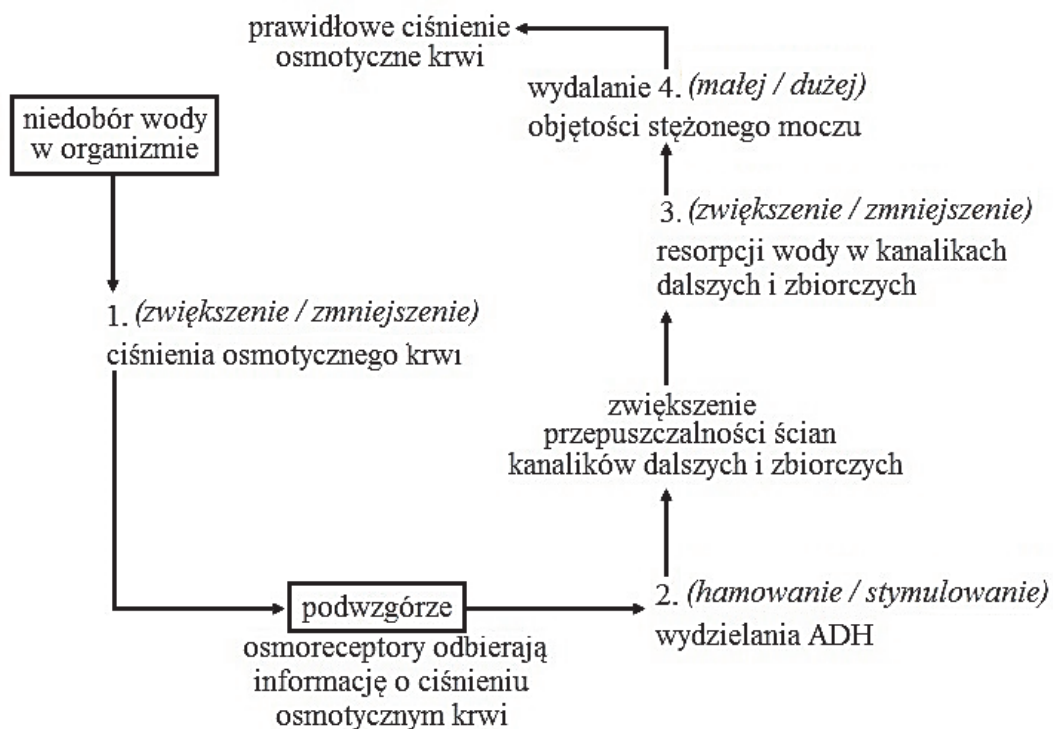 prawidłowe ciśnienie
osmotyczne krwi
wydalanie 4. (małej / dużej)
objętości stężonego moczu
niedobór wody
w organizmie
3. (zwiększenie / zmniejszenie)
resorpcji wody w kanalikach
dalszych i zbiorczych
1. (zwiększenie / zmniejszenie)
ciśnienia osmotycznego krwi
zwiększenie
przepuszczalności ścian
kanalików dalszych i zbiorczych
podwzgórze
osmoreceptory odbierają
informację o ciśnieniu
osmotycznym krwi
2. (hamowanie / stymulowanie)
wydzielania ADH